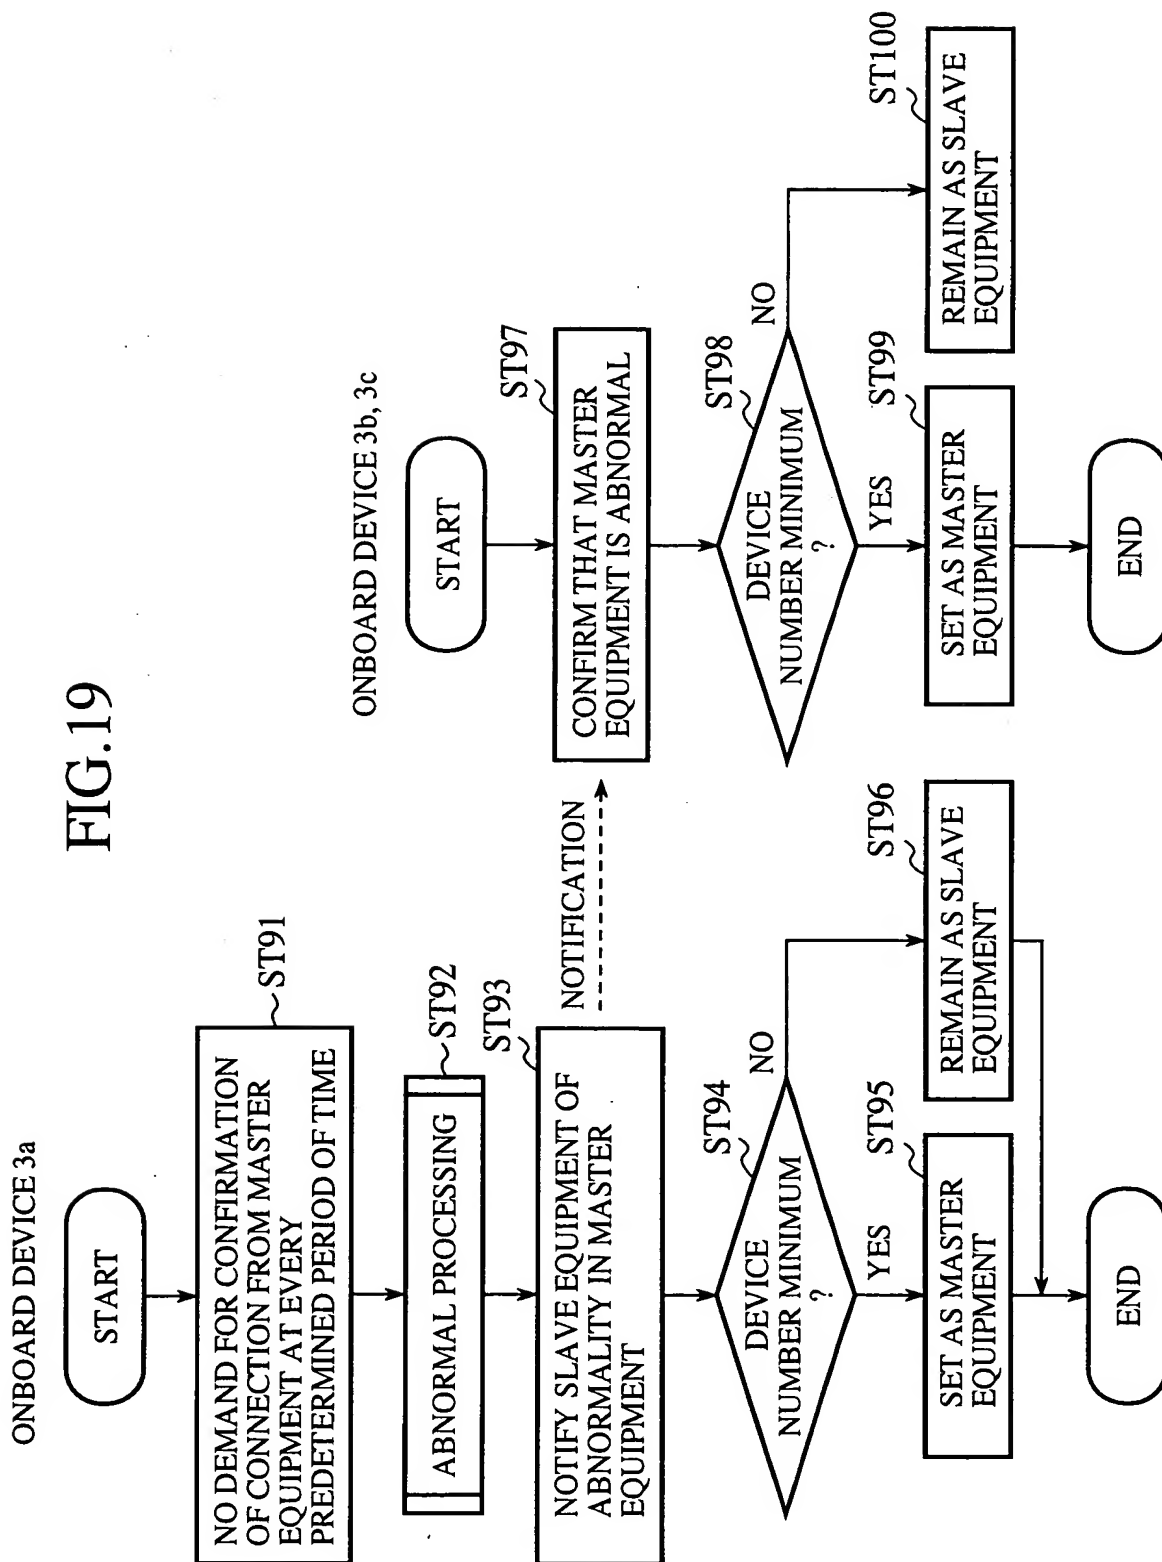 FIG.19
ONBOARD DEVICE 3a
START
NO DEMAND FOR CONFIRMATION
OF CONNECTION FROM MASTER
EQUIPMENT AT EVERY
PREDETERMINED PERIOD OF TIME
ST91
ABNORMAL PROCESSING
ST92
NOTIFY SLAVE EQUIPMENT OF
ABNORMALITY IN MASTER
EQUIPMENT
ST93
NOTIFICATION
DEVICE
NUMBER MINIMUM
?
ST94
NO
YES
SET AS MASTER
EQUIPMENT
ST95
REMAIN AS SLAVE
EQUIPMENT
ST96
END
ONBOARD DEVICE 3b, 3c
START
CONFIRM THAT MASTER
EQUIPMENT IS ABNORMAL
ST97
DEVICE
NUMBER MINIMUM
?
ST98
NO
YES
SET AS MASTER
EQUIPMENT
ST99
REMAIN AS SLAVE
EQUIPMENT
ST100
END